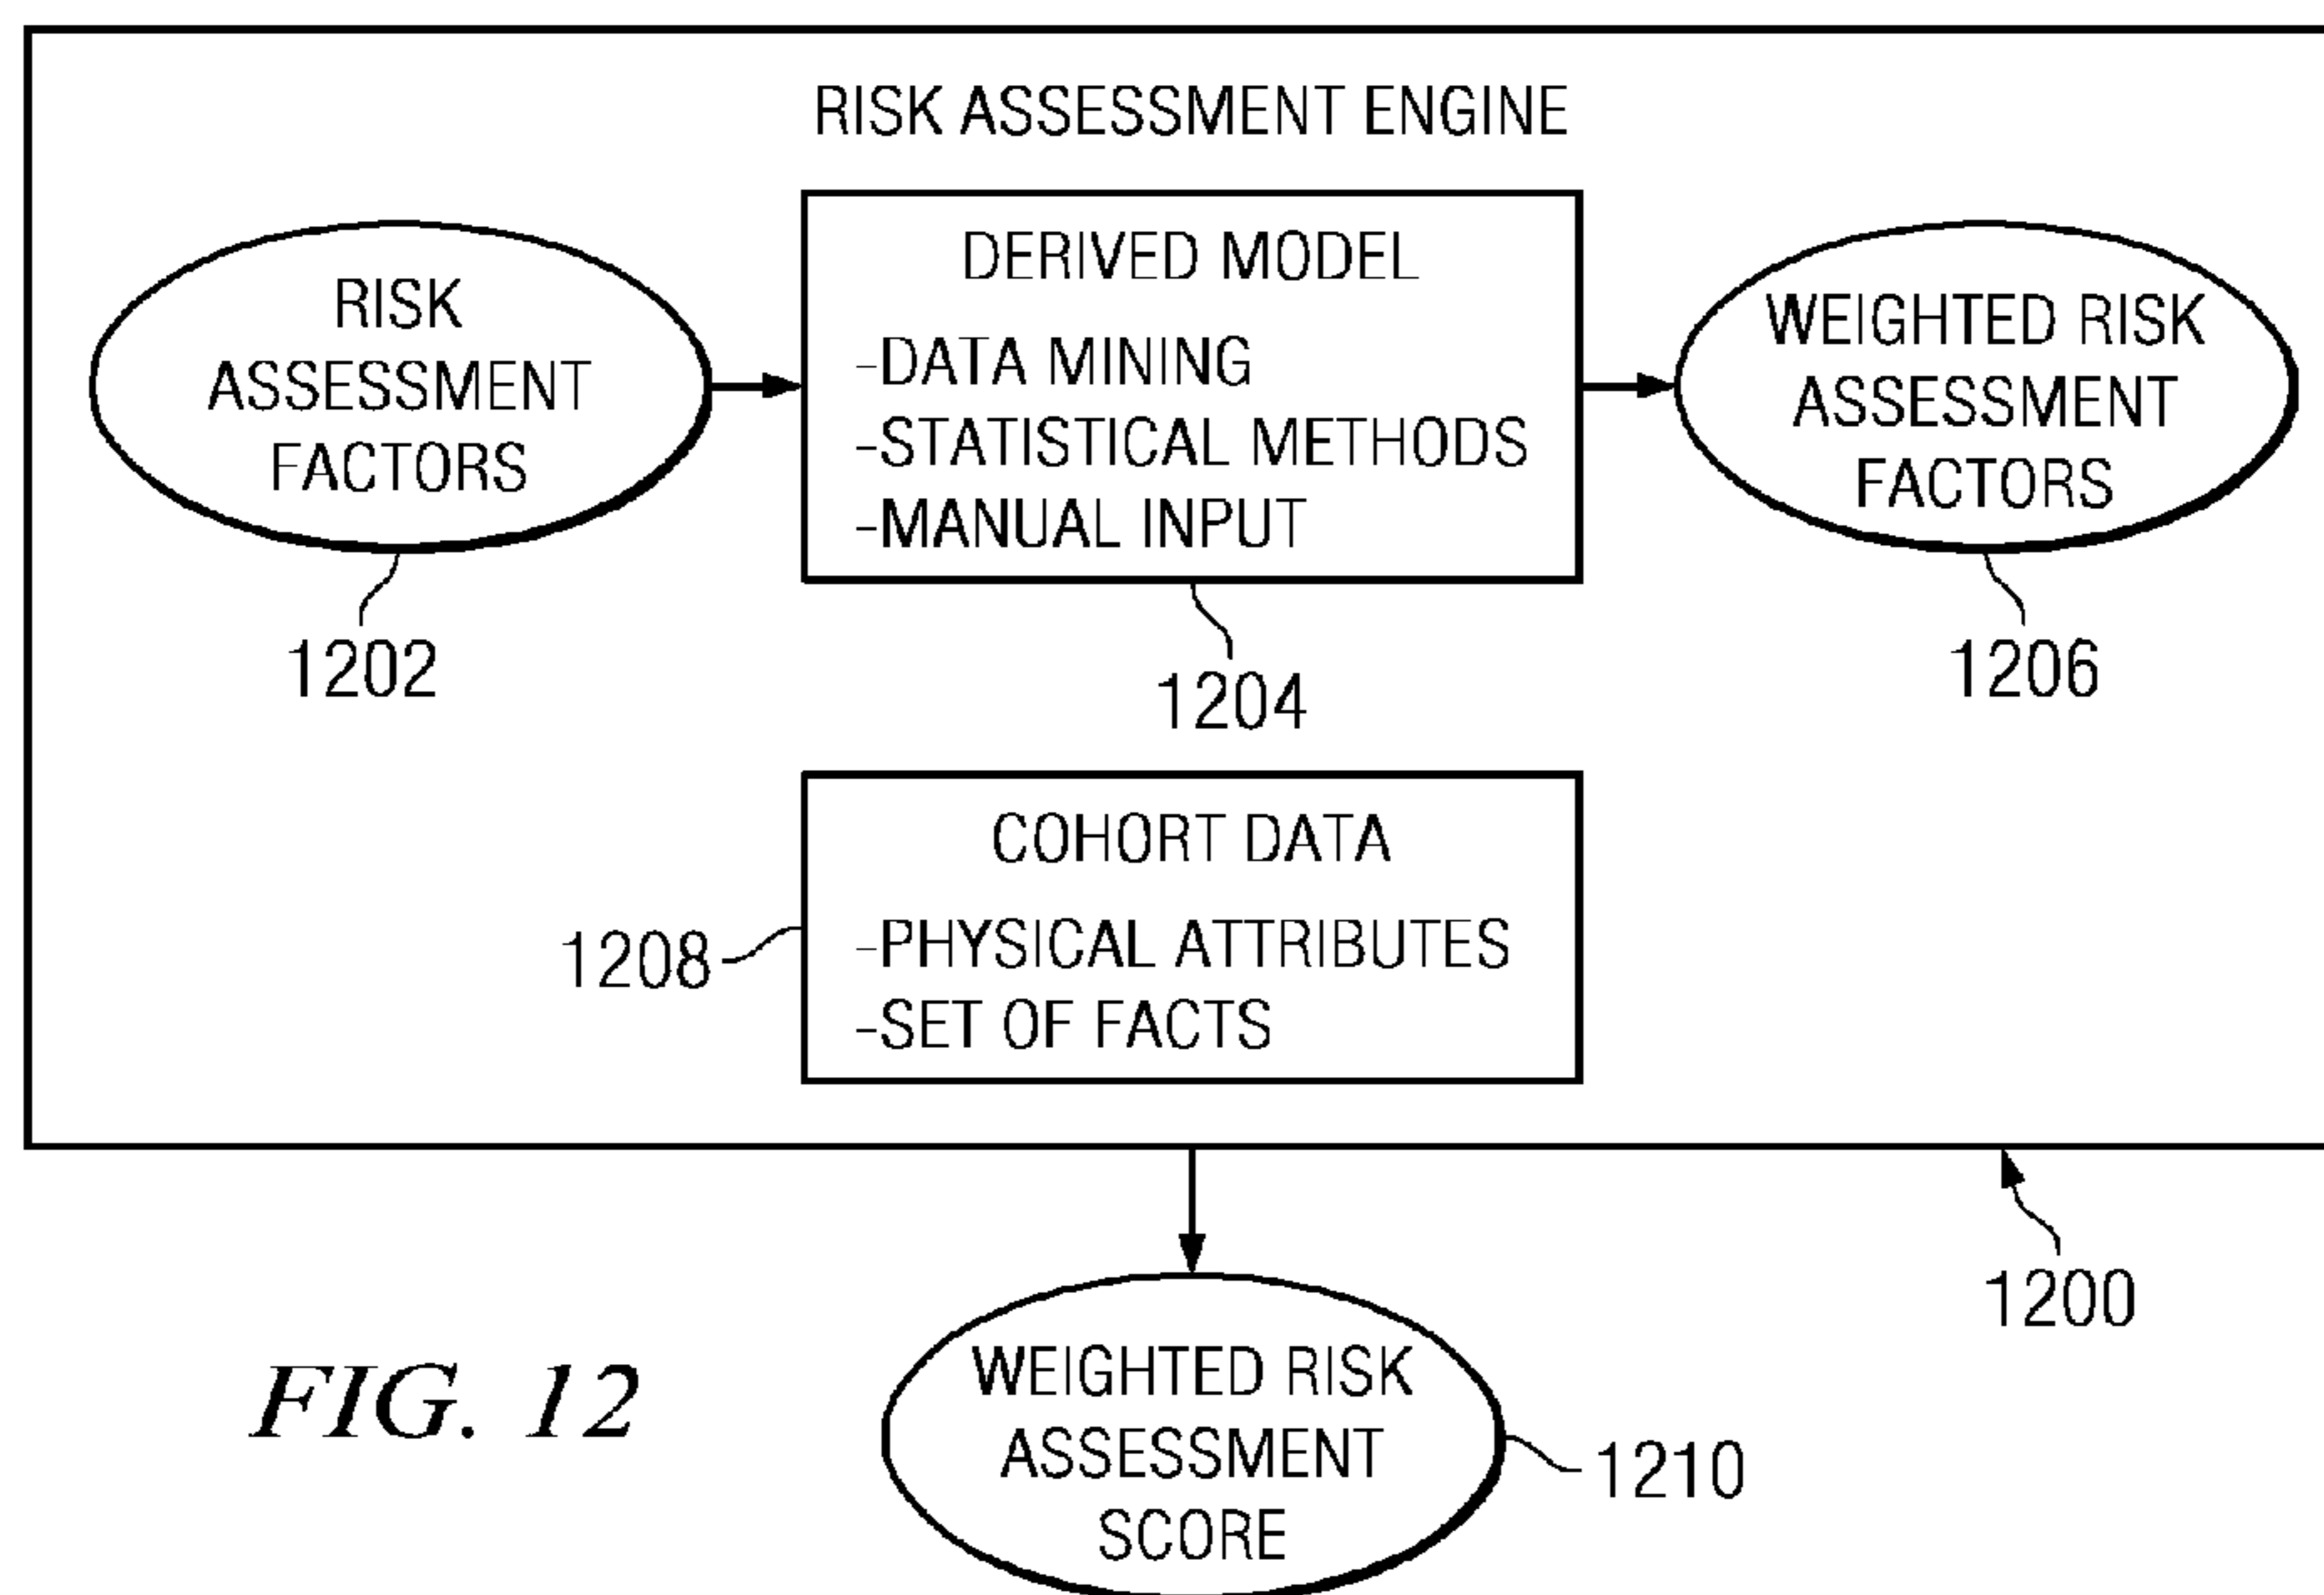 RISK ASSESSMENT ENGINE
RISK
ASSESSMENT
FACTORS
1202
DERIVED MODEL
-DATA MINING
-STATISTICAL METHODS
-MANUAL INPUT
1204
WEIGHTED RISK
ASSESSMENT
FACTORS
1206
COHORT DATA
-PHYSICAL ATTRIBUTES
-SET OF FACTS
1208
1200
WEIGHTED RISK
ASSESSMENT
SCORE
1210
FIG. 12